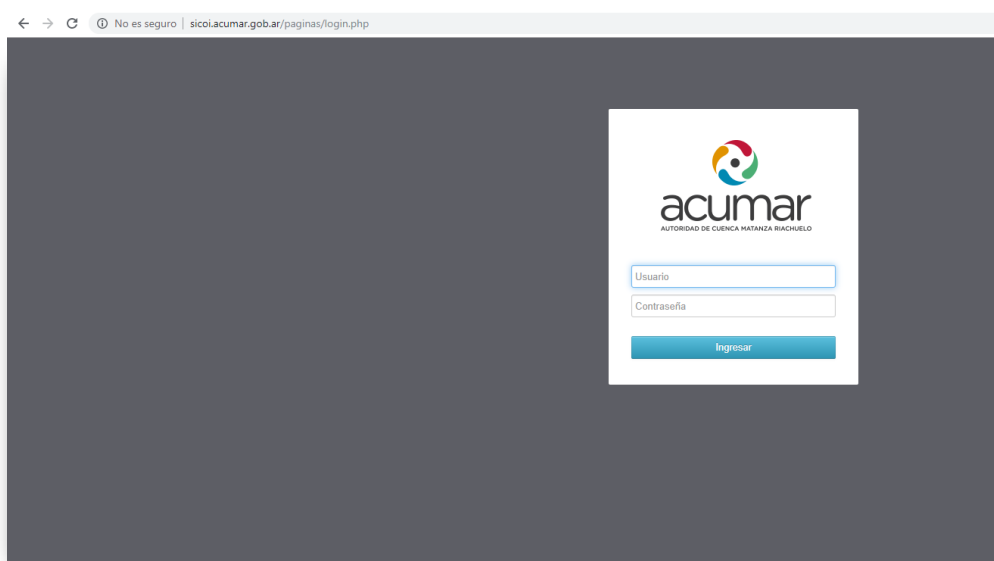 No es seguro | sicoi.acumar.gob.ar/paginas/login.php
acumar
AUTORIDAD DE CUENCA MATANZA RIACHUELO
Usuario
Contraseña
Ingresar